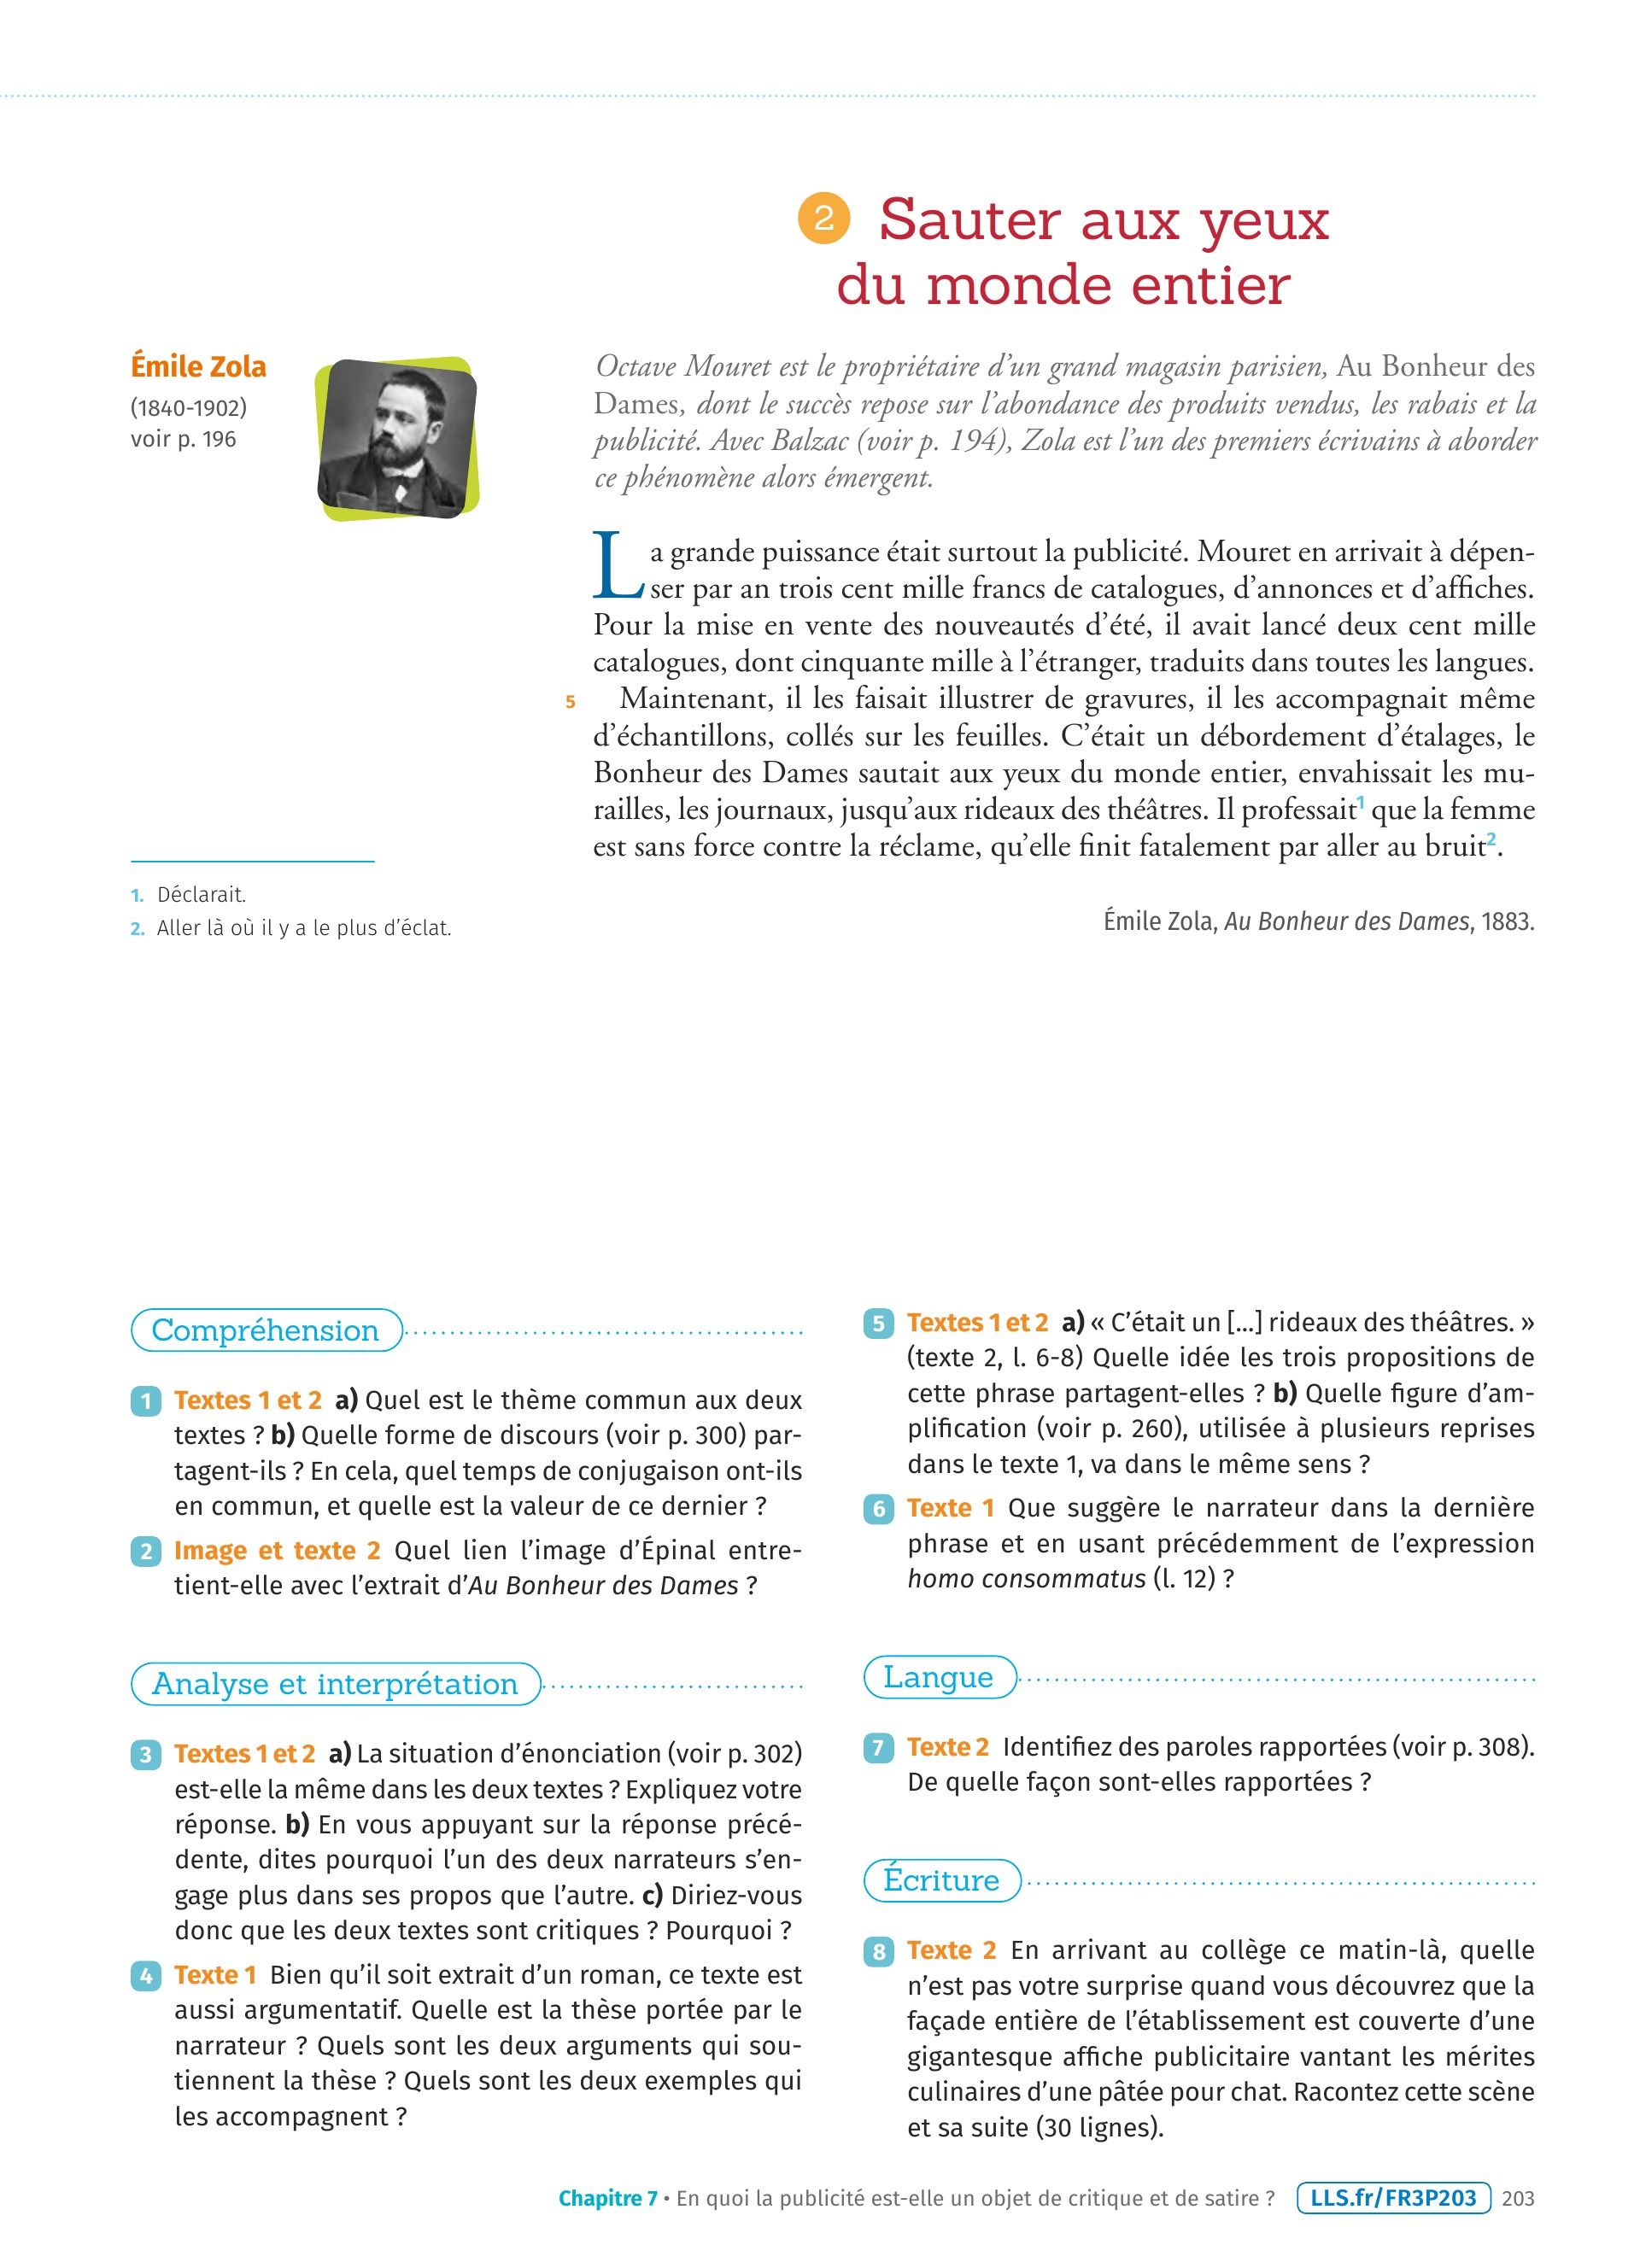 2 Sauter aux yeux
du monde entier
Émile Zola
(1840-1902)
voir p. 196
Octave Mouret est le propriétaire d’un grand magasin parisien, Au Bonheur des
Dames, dont le succès repose sur l’abondance des produits vendus, les rabais et la
publicité. Avec Balzac (voir p. 194), Zola est l’un des premiers écrivains à aborder
ce phénomène alors émergent.
La grande puissance était surtout la publicité. Mouret en arrivait à dépen-
ser par an trois cent mille francs de catalogues, d’annonces et d’affiches.
Pour la mise en vente des nouveautés d’été, il avait lancé deux cent mille
catalogues, dont cinquante mille à l’étranger, traduits dans toutes les langues.
5 Maintenant, il les faisait illustrer de gravures, il les accompagnait même
d’échantillons, collés sur les feuilles. C’était un débordement d’étalages, le
Bonheur des Dames sautait aux yeux du monde entier, envahissait les mu-
railles, les journaux, jusqu’aux rideaux des théâtres. Il professait1 que la femme
est sans force contre la réclame, qu’elle finit fatalement par aller au bruit2.
Émile Zola, Au Bonheur des Dames, 1883.
1. Déclarait.
2. Aller là où il y a le plus d’éclat.
Compréhension
1 Textes 1 et 2 a) Quel est le thème commun aux deux
textes ? b) Quelle forme de discours (voir p. 300) par-
tagent-ils ? En cela, quel temps de conjugaison ont-ils
en commun, et quelle est la valeur de ce dernier ?
2 Image et texte 2 Quel lien l’image d’Épinal entre-
tient-elle avec l’extrait d’Au Bonheur des Dames ?
Analyse et interprétation
3 Textes 1 et 2 a) La situation d’énonciation (voir p. 302)
est-elle la même dans les deux textes ? Expliquez votre
réponse. b) En vous appuyant sur la réponse précé-
dente, dites pourquoi l’un des deux narrateurs s’en-
gage plus dans ses propos que l’autre. c) Diriez-vous
donc que les deux textes sont critiques ? Pourquoi ?
4 Texte 1 Bien qu’il soit extrait d’un roman, ce texte est
aussi argumentatif. Quelle est la thèse portée par le
narrateur ? Quels sont les deux arguments qui sou-
tiennent la thèse ? Quels sont les deux exemples qui
les accompagnent ?
5 Textes 1 et 2 a) « C’était un [...] rideaux des théâtres. »
(texte 2, l. 6-8) Quelle idée les trois propositions de
cette phrase partagent-elles ? b) Quelle figure d’am-
plification (voir p. 260), utilisée à plusieurs reprises
dans le texte 1, va dans le même sens ?
6 Texte 1 Que suggère le narrateur dans la dernière
phrase et en usant précédemment de l’expression
homo consommatus (l. 12) ?
Langue
7 Texte 2 Identifiez des paroles rapportées (voir p. 308).
De quelle façon sont-elles rapportées ?
Écriture
8 Texte 2 En arrivant au collège ce matin-là, quelle
n’est pas votre surprise quand vous découvrez que la
façade entière de l’établissement est couverte d’une
gigantesque affiche publicitaire vantant les mérites
culinaires d’une pâtée pour chat. Racontez cette scène
et sa suite (30 lignes).
Chapitre 7 • En quoi la publicité est-elle un objet de critique et de satire ? LLS.fr/FR3P203 203